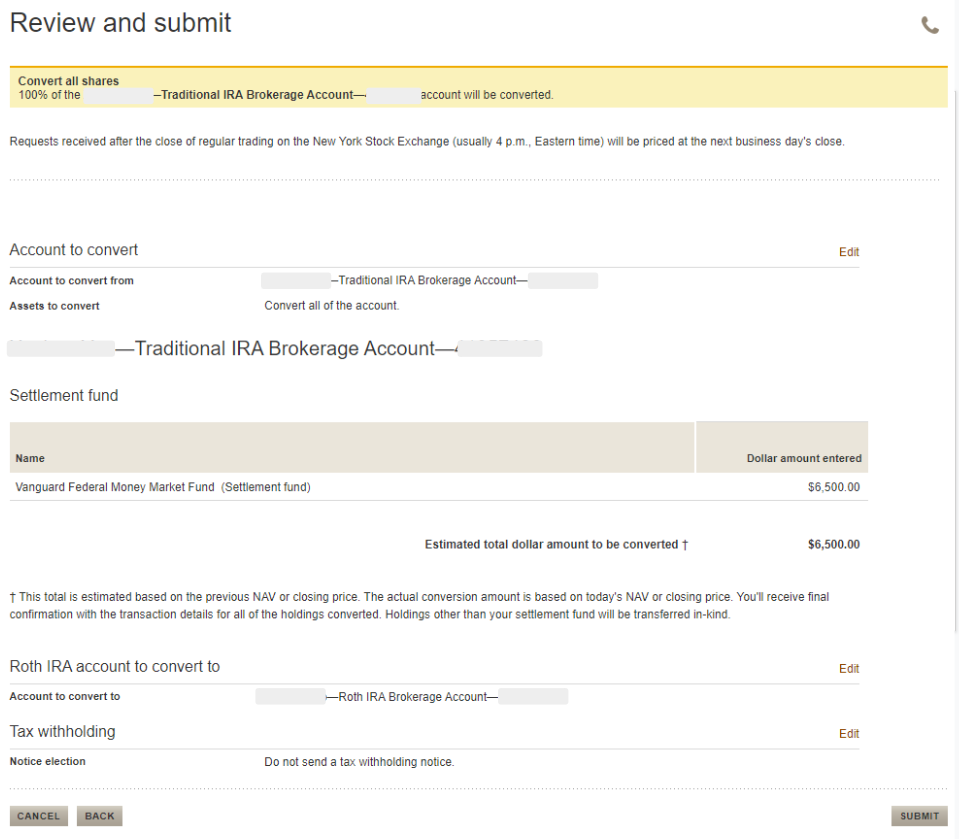 Review and submit
Convert all shares
100% of the —Traditional IRA Brokerage Account— account will be converted.
Requests received after the close of regular trading on the New York Stock Exchange (usually 4 p.m., Eastern time) will be priced at the next business day's close.
Account to convert Edit
Account to convert from —Traditional IRA Brokerage Account—
Assets to convert Convert all of the account.
—Traditional IRA Brokerage Account—
Settlement fund
Name Dollar amount entered
Vanguard Federal Money Market Fund (Settlement fund) $6,500.00
Estimated total dollar amount to be converted † $6,500.00
† This total is estimated based on the previous NAV or closing price. The actual conversion amount is based on today's NAV or closing price. You'll receive final
confirmation with the transaction details for all of the holdings converted. Holdings other than your settlement fund will be transferred in-kind.
Roth IRA account to convert to Edit
Account to convert to —Roth IRA Brokerage Account—
Tax withholding Edit
Notice election Do not send a tax withholding notice.
CANCEL BACK SUBMIT